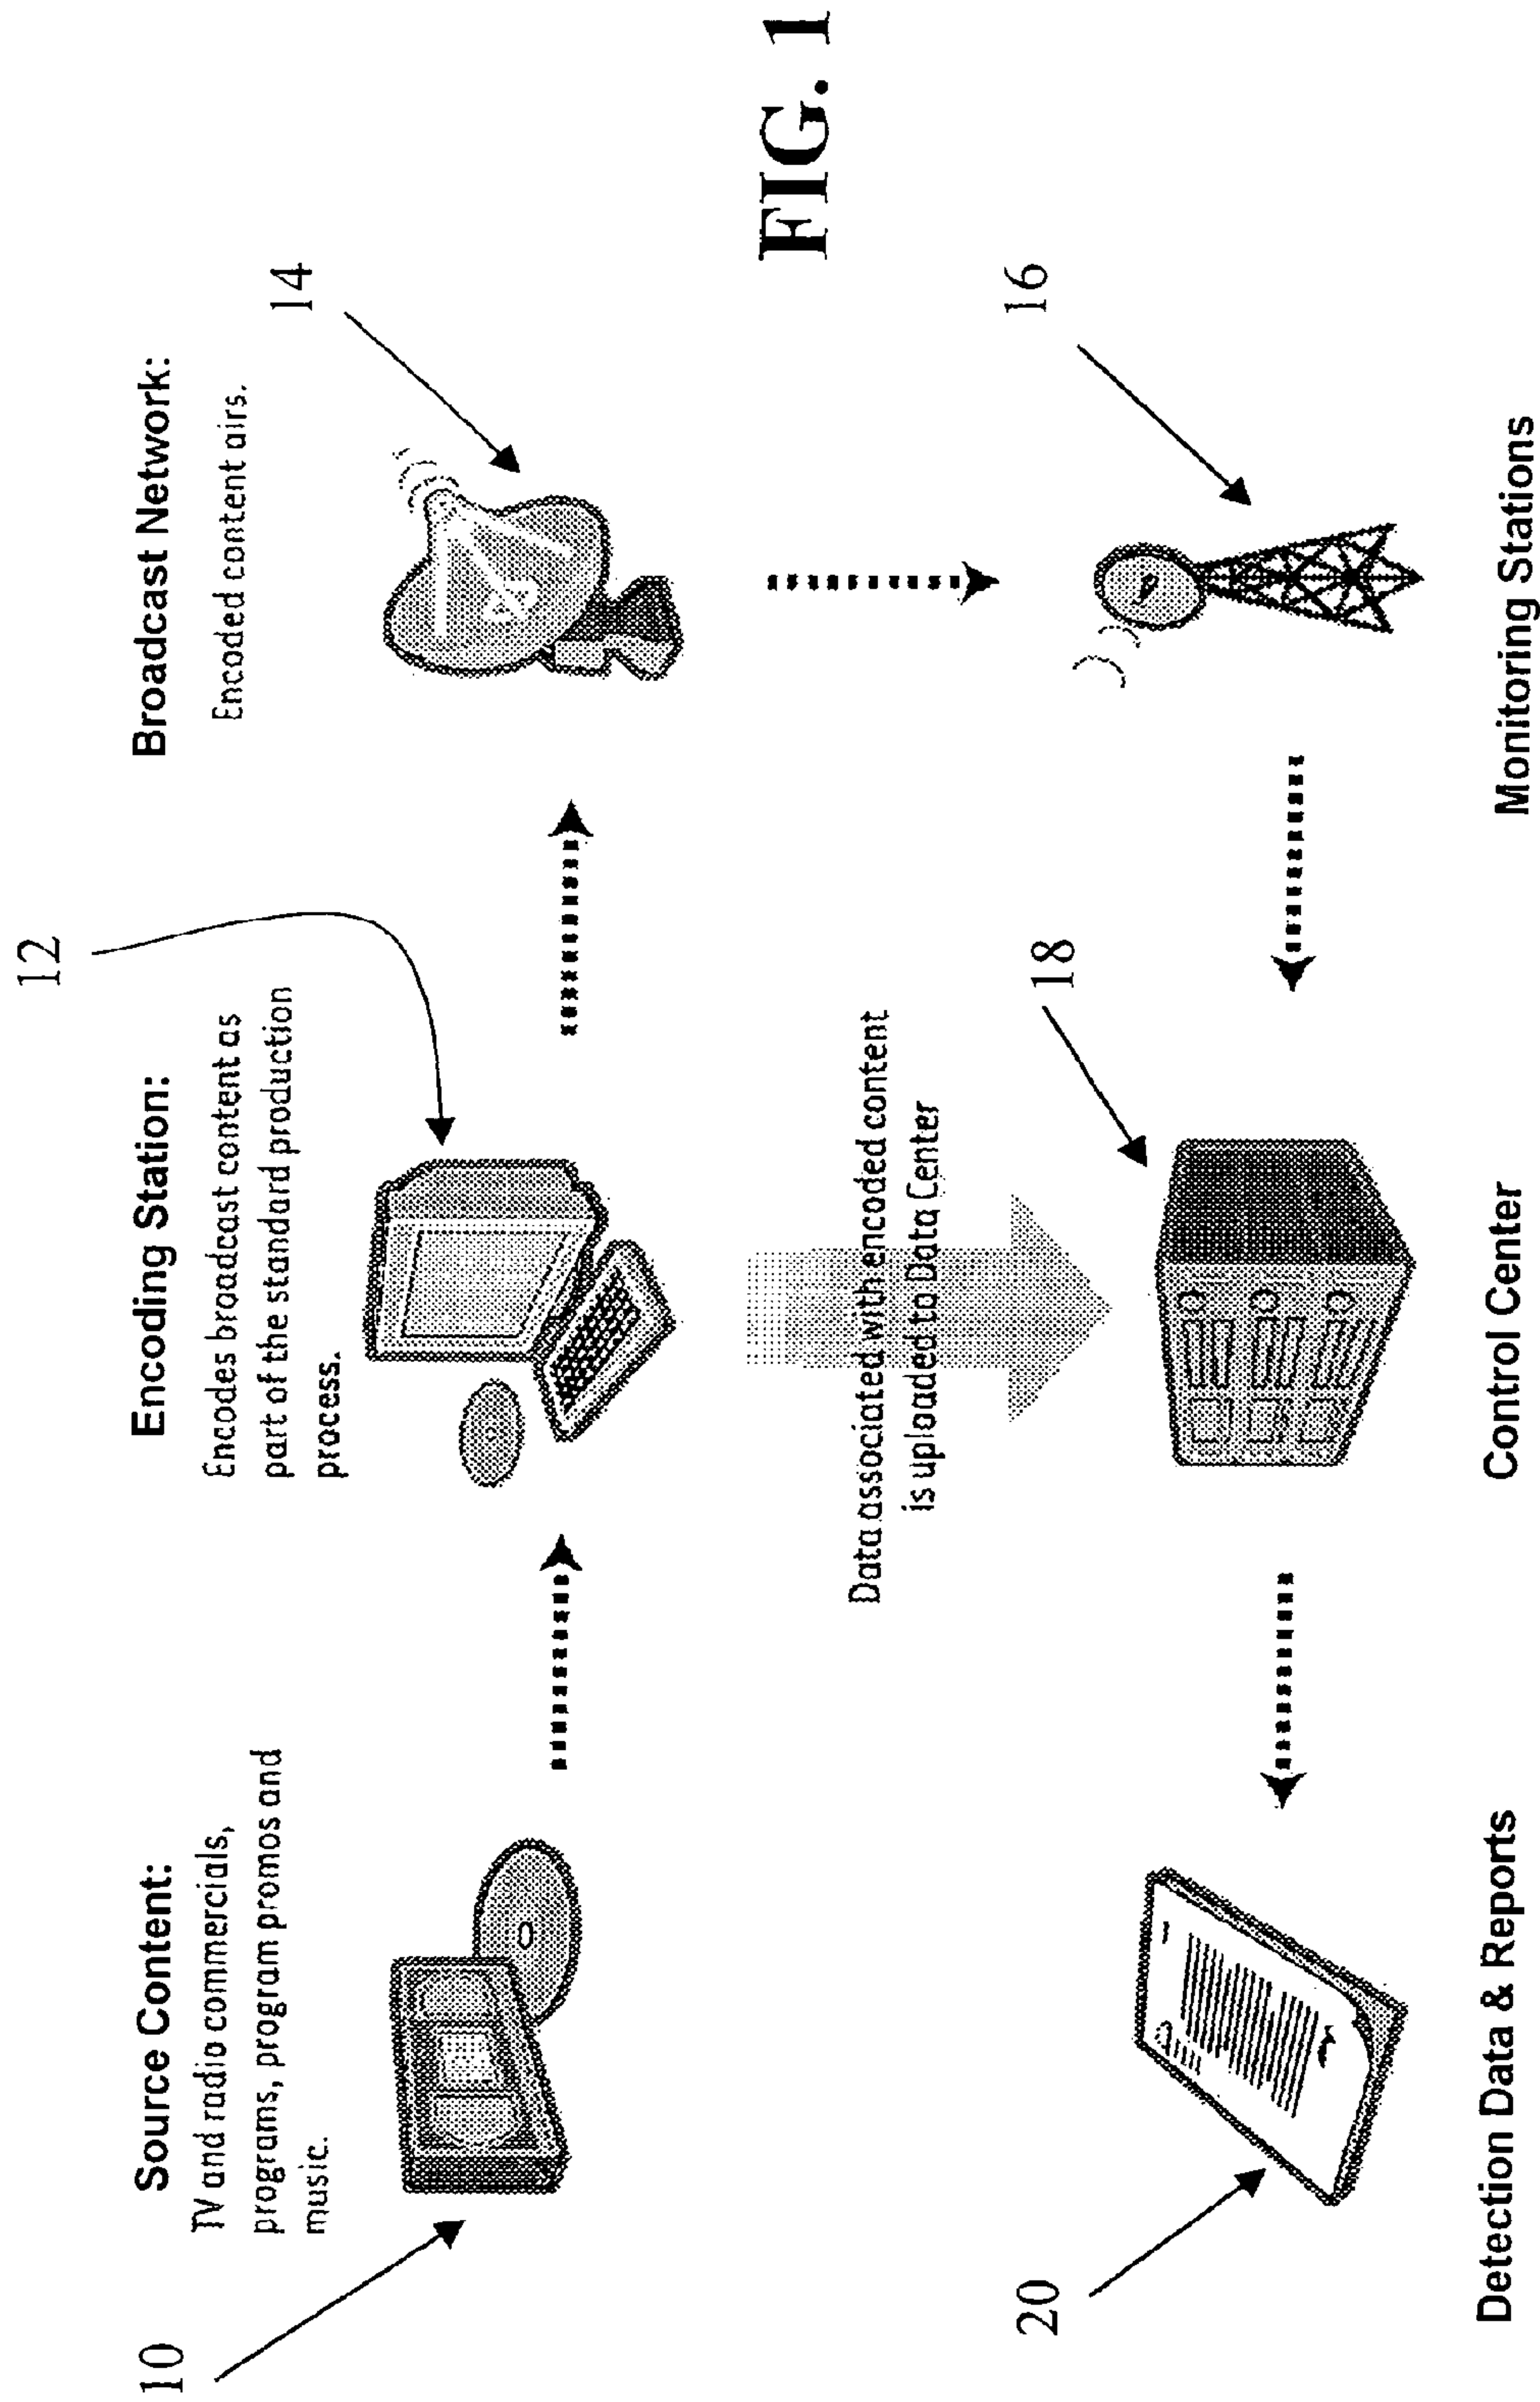 10
Source Content:
TV and radio commercials,
programs, program promos and
music.
12
Encoding Station:
Encodes broadcast content as
part of the standard production
process.
Broadcast Network:
Encoded content airs.
14
Data associated with encoded content
is uploaded to Data Center
FIG. 1
20
Detection Data & Reports
18
Control Center
16
Monitoring Stations